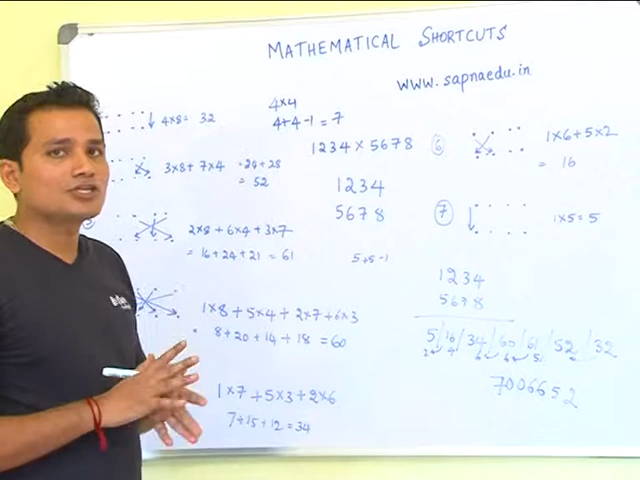 MATHEMATICAL SHORTCUTS
www.sapnaedu.in
4×4
4+4-1 = 7
1234 × 5678
1234
5678
5+5-1
4×8= 32
3×8 + 7×4 = 24+28
= 52
2×8 + 6×4 + 3×7
= 16+24+21 = 61
1×8 + 5×4 + 2×7 + 6×3
8+20+14+18 = 60
1×7 + 5×3 + 2×6
7+15+12 = 34
6
1×6+5×2
= 16
7
1×5=5
1234
5678
5/16/34/60/61/52/32
7006652